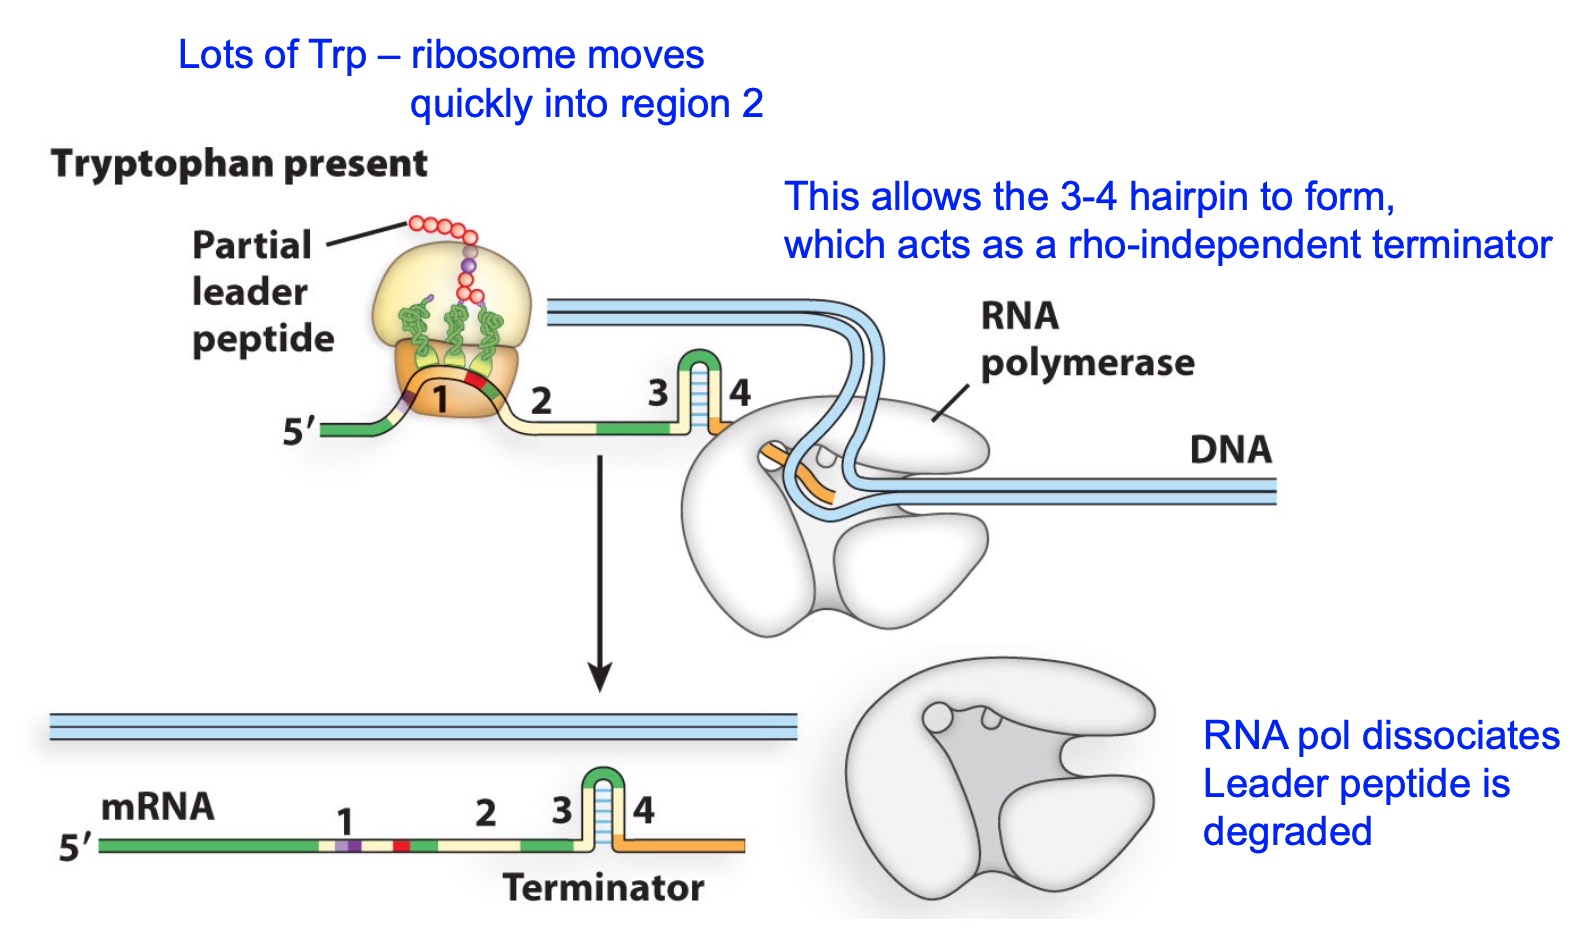 Lots of Trp – ribosome moves
quickly into region 2
Tryptophan present
This allows the 3-4 hairpin to form,
which acts as a rho-independent terminator
Partial
leader
peptide
RNA
polymerase
1
2
3
4
5′
DNA
RNA pol dissociates
Leader peptide is
degraded
mRNA
1
2
3
4
5′
Terminator